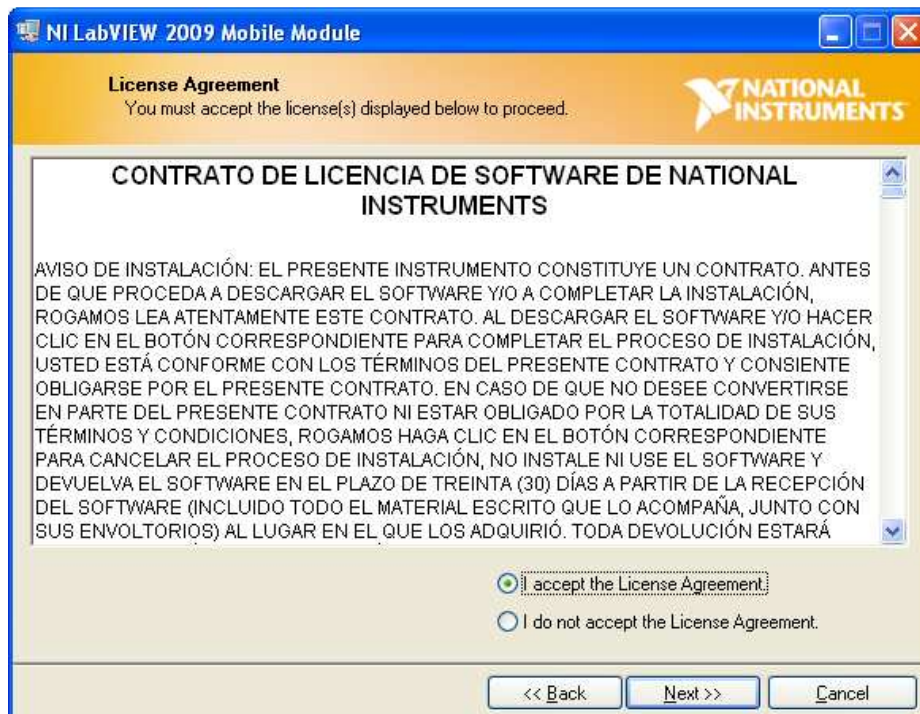 NI LabVIEW 2009 Mobile Module
License Agreement
You must accept the license(s) displayed below to proceed.
NATIONAL
INSTRUMENTS
CONTRATO DE LICENCIA DE SOFTWARE DE NATIONAL
INSTRUMENTS
AVISO DE INSTALACIÓN: EL PRESENTE INSTRUMENTO CONSTITUYE UN CONTRATO. ANTES
DE QUE PROCEDA A DESCARGAR EL SOFTWARE Y/O A COMPLETAR LA INSTALACIÓN,
ROGAMOS LEA ATENTAMENTE ESTE CONTRATO. AL DESCARGAR EL SOFTWARE Y/O HACER
CLIC EN EL BOTÓN CORRESPONDIENTE PARA COMPLETAR EL PROCESO DE INSTALACIÓN,
USTED ESTÁ CONFORME CON LOS TÉRMINOS DEL PRESENTE CONTRATO Y CONSIENTE
OBLIGARSE POR EL PRESENTE CONTRATO. EN CASO DE QUE NO DESEE CONVERTIRSE
EN PARTE DEL PRESENTE CONTRATO NI ESTAR OBLIGADO POR LA TOTALIDAD DE SUS
TÉRMINOS Y CONDICIONES, ROGAMOS HAGA CLIC EN EL BOTÓN CORRESPONDIENTE
PARA CANCELAR EL PROCESO DE INSTALACIÓN, NO INSTALE NI USE EL SOFTWARE Y
DEVUELVA EL SOFTWARE EN EL PLAZO DE TREINTA (30) DÍAS A PARTIR DE LA RECEPCIÓN
DEL SOFTWARE (INCLUIDO TODO EL MATERIAL ESCRITO QUE LO ACOMPAÑA, JUNTO CON
SUS ENVOLTORIOS) AL LUGAR EN EL QUE LOS ADQUIRIÓ. TODA DEVOLUCIÓN ESTARÁ
I accept the License Agreement.
I do not accept the License Agreement.
<< Back
Next >>
Cancel